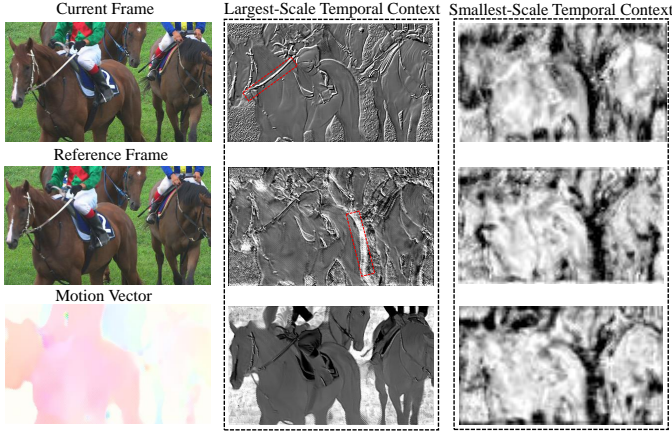 Current Frame
Largest-Scale Temporal Context
Smallest-Scale Temporal Context
Reference Frame
Motion Vector